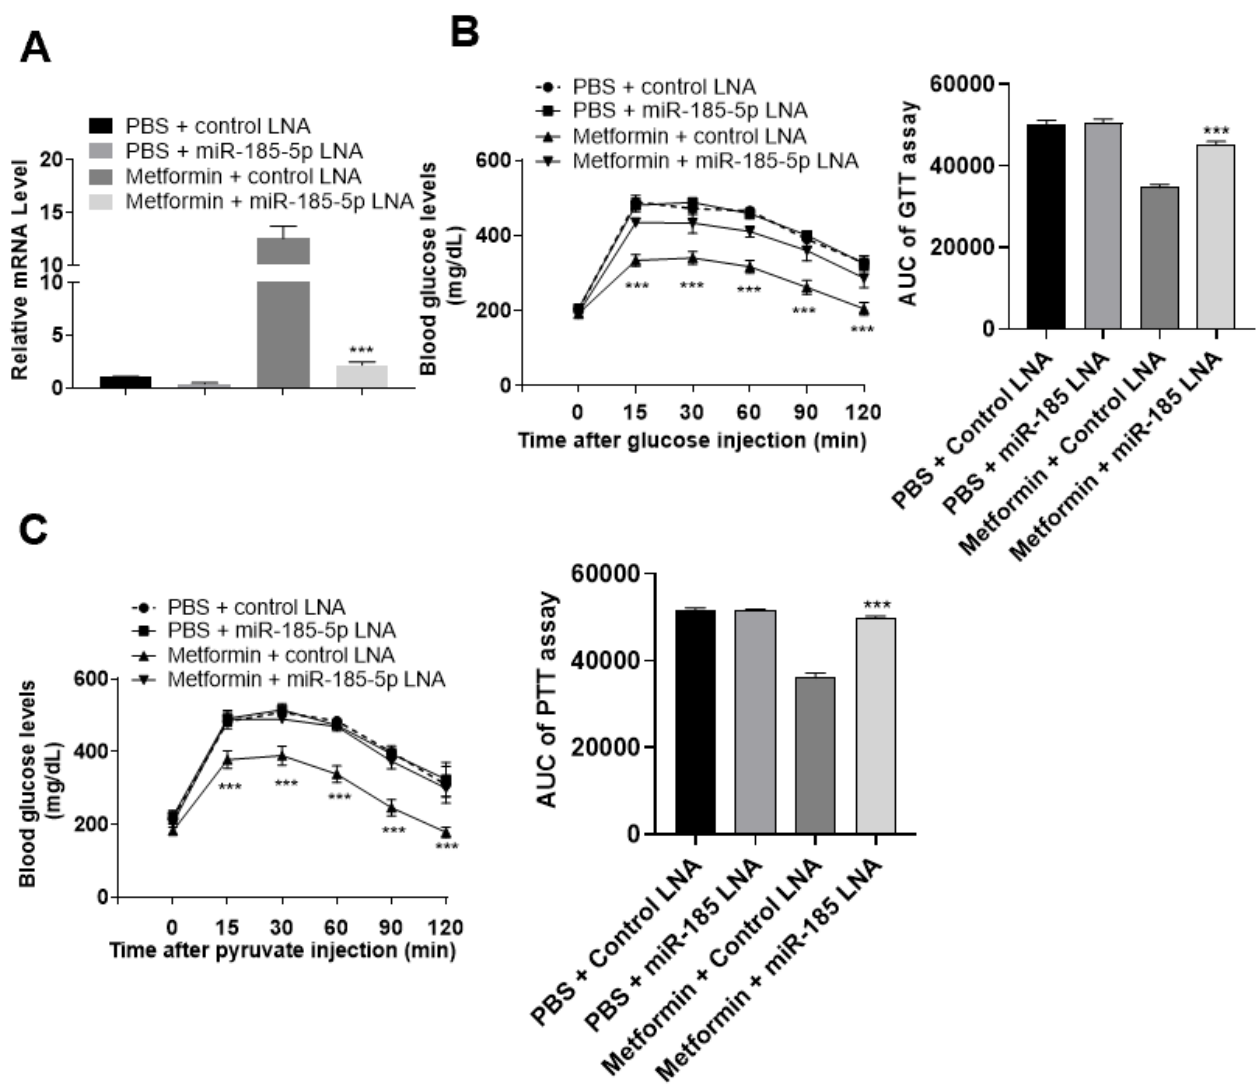 A
PBS + control LNA
PBS + miR-185-5p LNA
Metformin + control LNA
Metformin + miR-185-5p LNA
Relative mRNA Level
20
15
10
10
5
0
***
B
PBS + control LNA
PBS + miR-185-5p LNA
Metformin + control LNA
Metformin + miR-185-5p LNA
Blood glucose levels
(mg/dL)
600
400
200
0
*** *** *** *** ***
0 15 30 60 90 120
Time after glucose injection (min)
AUC of GTT assay
60000
40000
20000
0
***
PBS + Control LNA
PBS + miR-185 LNA
Metformin + Control LNA
Metformin + miR-185 LNA
C
PBS + control LNA
PBS + miR-185-5p LNA
Metformin + control LNA
Metformin + miR-185-5p LNA
Blood glucose levels
(mg/dL)
600
400
200
0
*** *** *** *** ***
0 15 30 60 90 120
Time after pyruvate injection (min)
AUC of PTT assay
60000
40000
20000
0
***
PBS + Control LNA
PBS + miR-185 LNA
Metformin + Control LNA
Metformin + miR-185 LNA